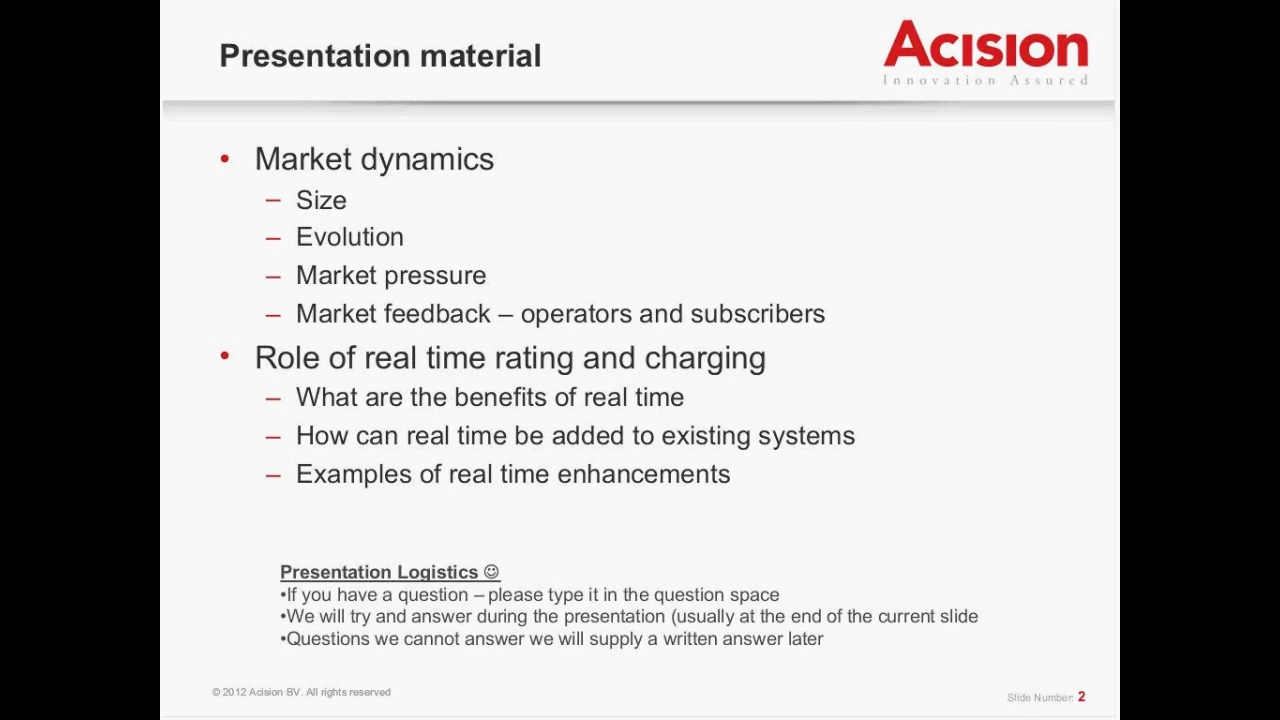 Presentation material
Acision
Innovation Assured
• Market dynamics
– Size
– Evolution
– Market pressure
– Market feedback – operators and subscribers
• Role of real time rating and charging
– What are the benefits of real time
– How can real time be added to existing systems
– Examples of real time enhancements
Presentation Logistics ☺
•If you have a question – please type it in the question space
•We will try and answer during the presentation (usually at the end of the current slide
•Questions we cannot answer we will supply a written answer later
© 2012 Acision BV. All rights reserved
Slide Number: 2